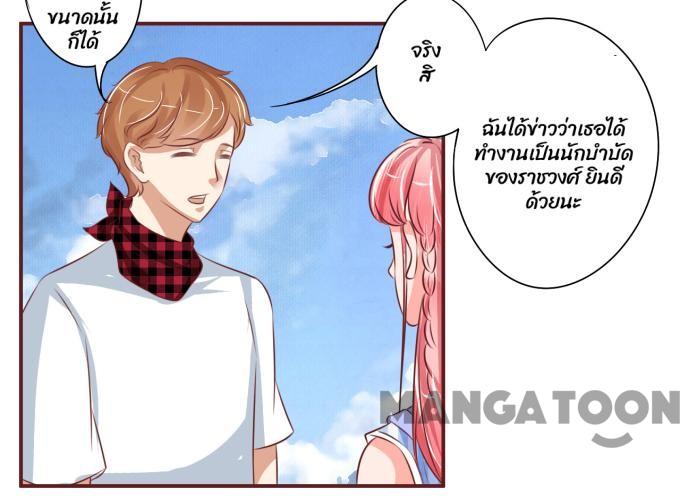 ขนาดนั้น
ก็ได้
จริง
สิ
ฉันได้ข่าวว่าเธอได้
ทำงานเป็นนักบำบัด
ของราชวงศ์ ยินดี
ด้วยนะ
MANGATOON